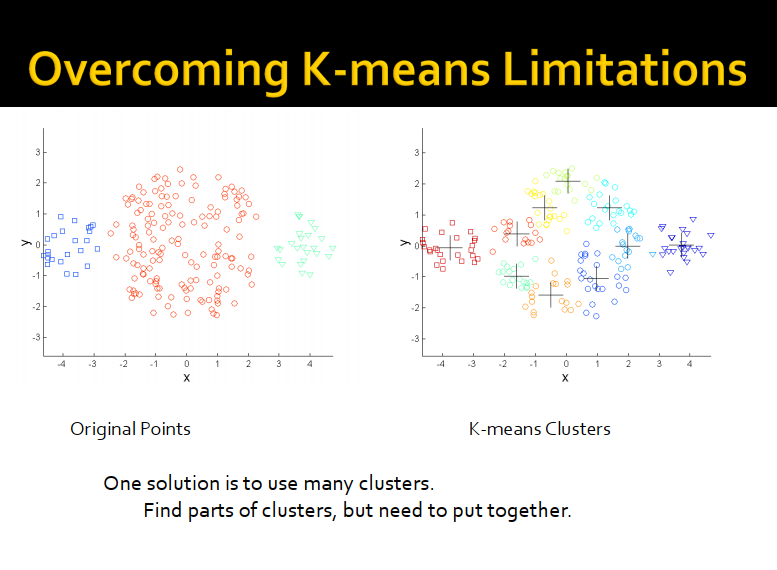 Overcoming K-means Limitations
3
2
1
0
-1
-2
-3
y
-4 -3 -2 -1 0 1 2 3 4
x
3
2
1
0
-1
-2
-3
y
-4 -3 -2 -1 0 1 2 3 4
x
Original Points
K-means Clusters
One solution is to use many clusters.
Find parts of clusters, but need to put together.